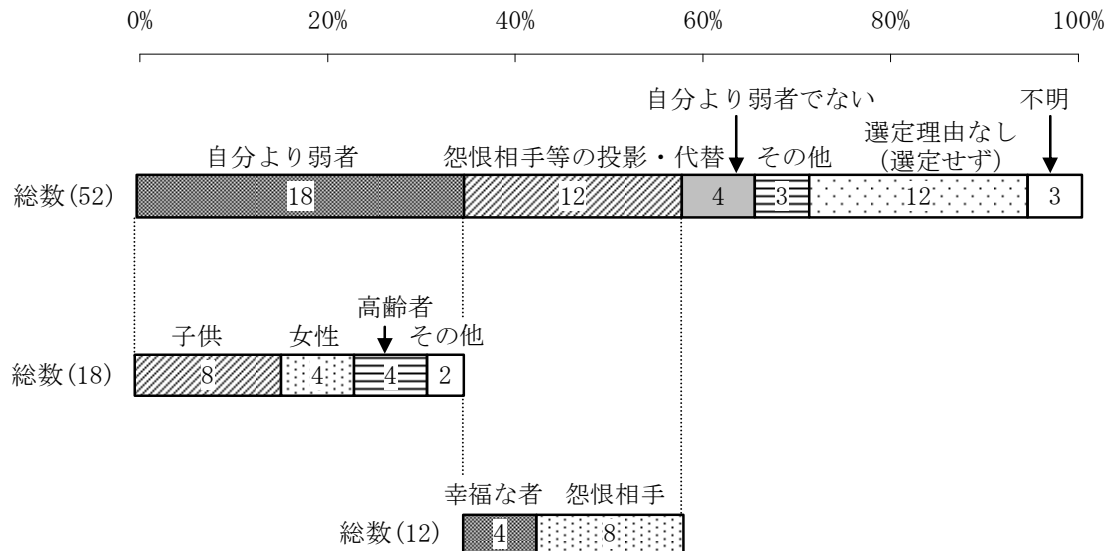 0% 20% 40% 60% 80% 100%
自分より弱者でない 不明
自分より弱者 怨恨相手等の投影・代替 その他 選定理由なし
(選定せず)
総数(52) 18 12 4 3 12 3
高齢者
子供 女性 その他
総数(18) 8 4 4 2
幸福な者 怨恨相手
総数(12) 4 8